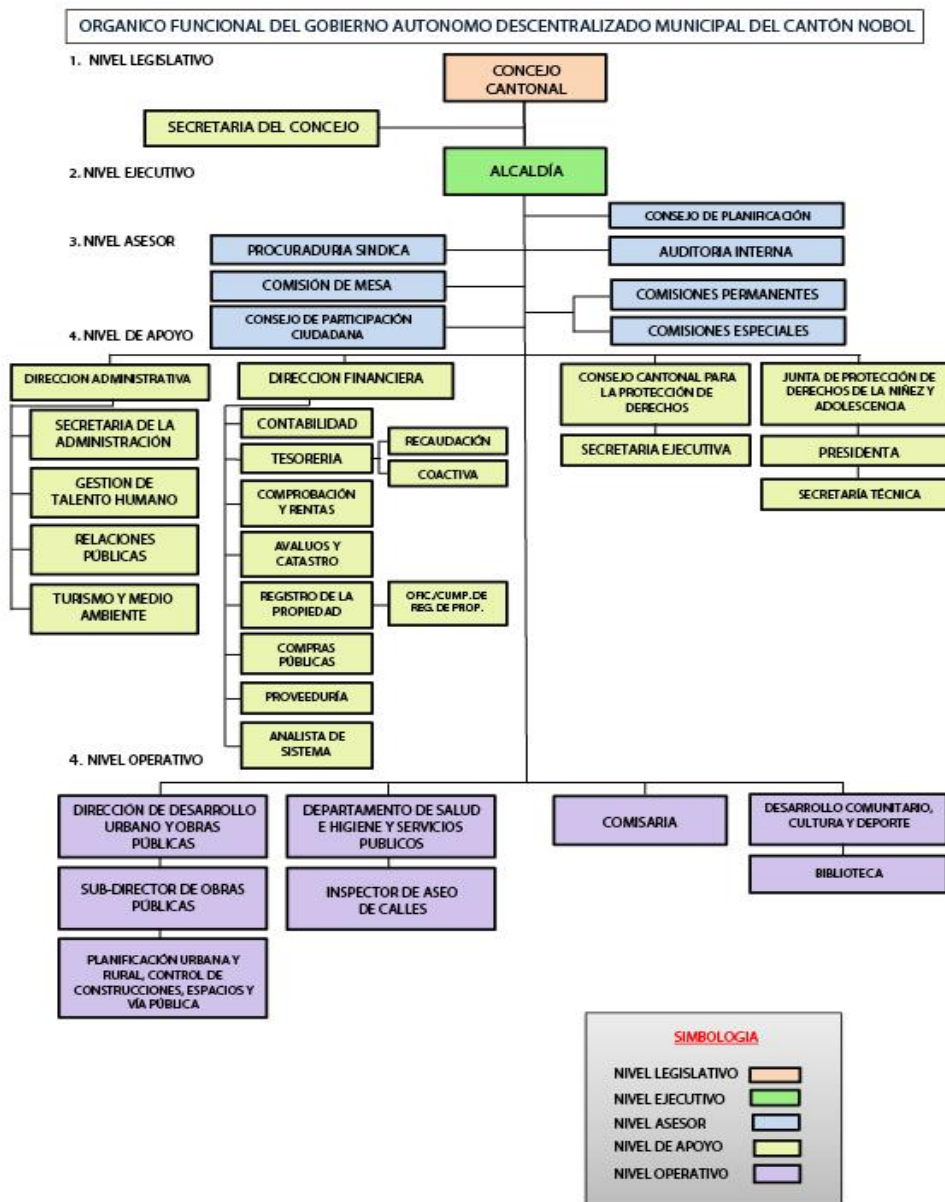 ORGANICO FUNCIONAL DEL GOBIERNO AUTONOMO DESCENTRALIZADO MUNICIPAL DEL CANTÓN NOBOL
1. NIVEL LEGISLATIVO
CONCEJO
CANTONAL
SECRETARIA DEL CONCEJO
2. NIVEL EJECUTIVO
ALCALDÍA
CONSEJO DE PLANIFICACIÓN
3. NIVEL ASESOR
PROCURADURIA SINDICA
AUDITORIA INTERNA
COMISIÓN DE MESA
COMISIONES PERMANENTES
CONSEJO DE PARTICIPACIÓN
CIUDADANA
COMISIONES ESPECIALES
4. NIVEL DE APOYO
DIRECCION ADMINISTRATIVA
SECRETARIA DE LA
ADMINISTRACIÓN
GESTION DE
TALENTO HUMANO
RELACIONES
PÚBLICAS
TURISMO Y MEDIO
AMBIENTE
DIRECCION FINANCIERA
CONTABILIDAD
TESORERIA
RECAUDACIÓN
COACTIVA
COMPROBACIÓN
Y RENTAS
AVALUOS Y
CATASTRO
REGISTRO DE LA
PROPIEDAD
OFIC./CUMP. DE
REG. DE PROP.
COMPRAS
PÚBLICAS
PROVEEDURÍA
ANALISTA DE
SISTEMA
CONSEJO CANTONAL PARA
LA PROTECCIÓN DE
DERECHOS
SECRETARIA EJECUTIVA
JUNTA DE PROTECCIÓN DE
DERECHOS DE LA NIÑEZ Y
ADOLESCENCIA
PRESIDENTA
SECRETARÍA TÉCNICA
4. NIVEL OPERATIVO
DIRECCIÓN DE DESARROLLO
URBANO Y OBRAS
PÚBLICAS
SUB-DIRECTOR DE OBRAS
PÚBLICAS
PLANIFICACIÓN URBANA Y
RURAL, CONTROL DE
CONSTRUCCIONES, ESPACIOS Y
VÍA PÚBLICA
DEPARTAMENTO DE SALUD
E HIGIENE Y SERVICIOS
PUBLICOS
INSPECTOR DE ASEO
DE CALLES
COMISARIA
DESARROLLO COMUNITARIO,
CULTURA Y DEPORTE
BIBLIOTECA
SIMBOLOGIA
NIVEL LEGISLATIVO
NIVEL EJECUTIVO
NIVEL ASESOR
NIVEL DE APOYO
NIVEL OPERATIVO